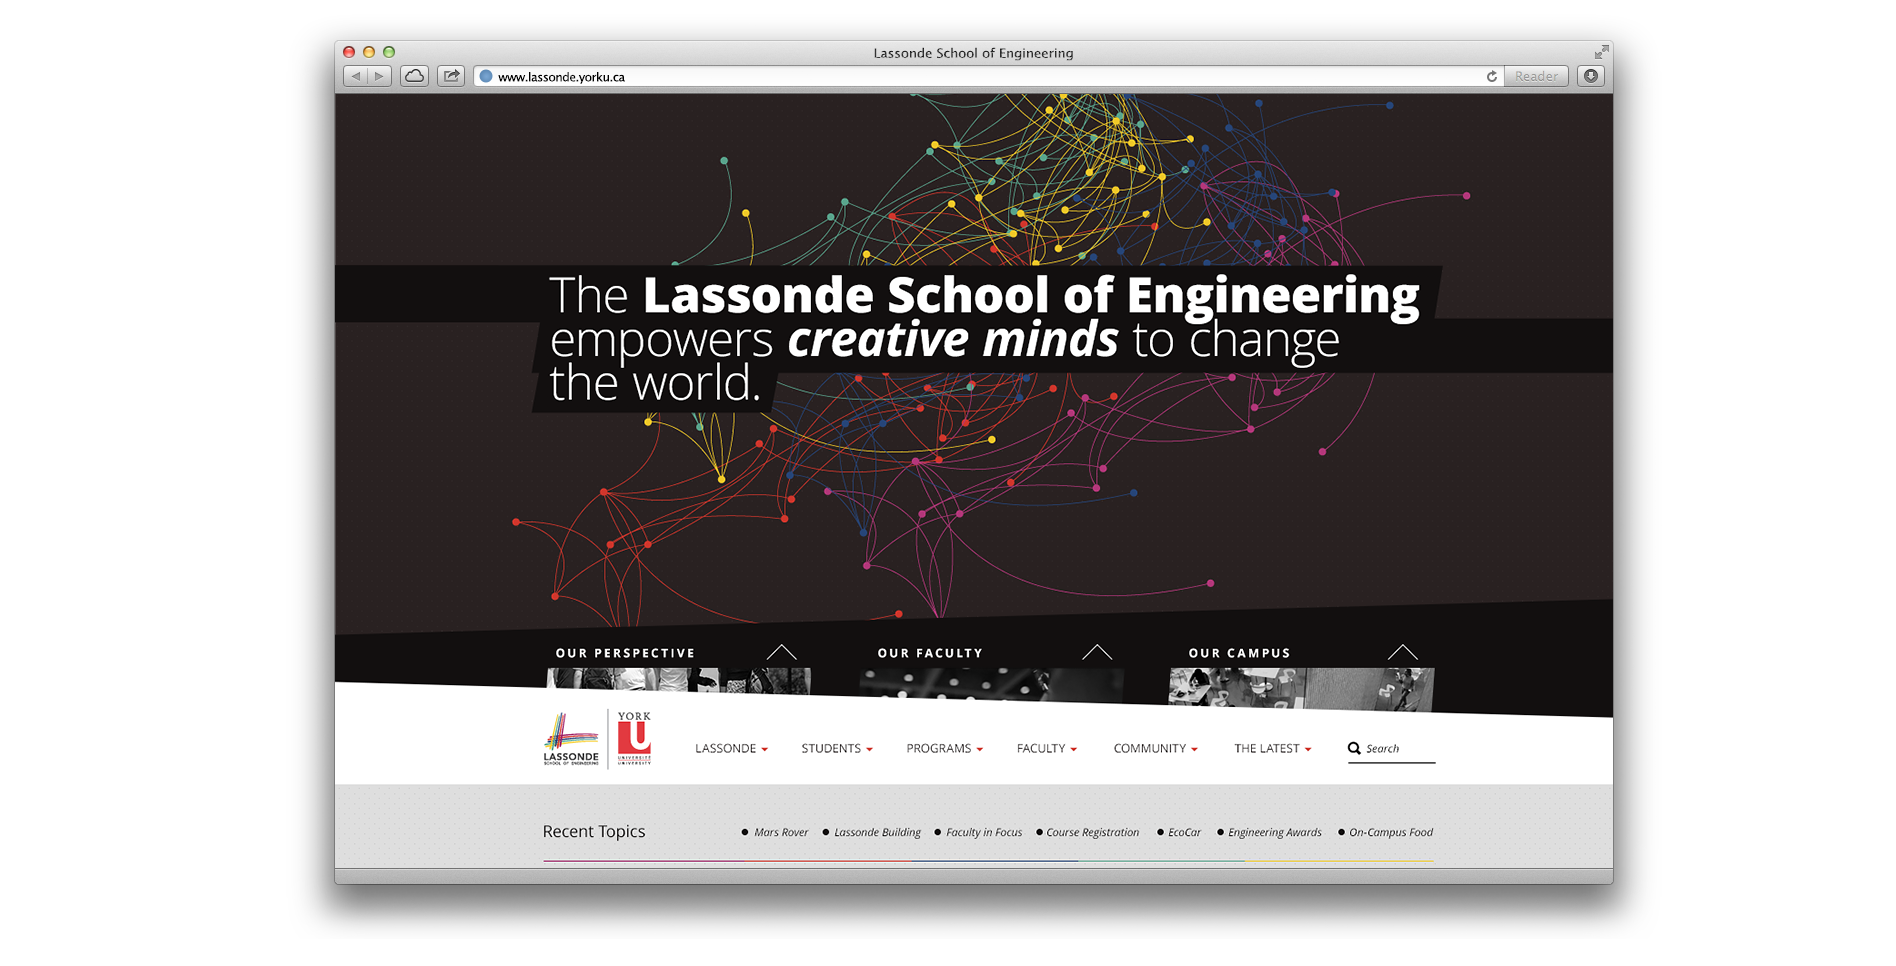 Lassonde School of Engineering
www.lassonde.yorku.ca
Reader
The Lassonde School of Engineering
empowers creative minds to change
the world.
OUR PERSPECTIVE
OUR FACULTY
OUR CAMPUS
LASSONDE
SCHOOL OF ENGINEERING
YORK
U
UNIVERSITÉ
UNIVERSITY
LASSONDE
STUDENTS
PROGRAMS
FACULTY
COMMUNITY
THE LATEST
Search
Recent Topics
Mars Rover
Lassonde Building
Faculty in Focus
Course Registration
EcoCar
Engineering Awards
On-Campus Food